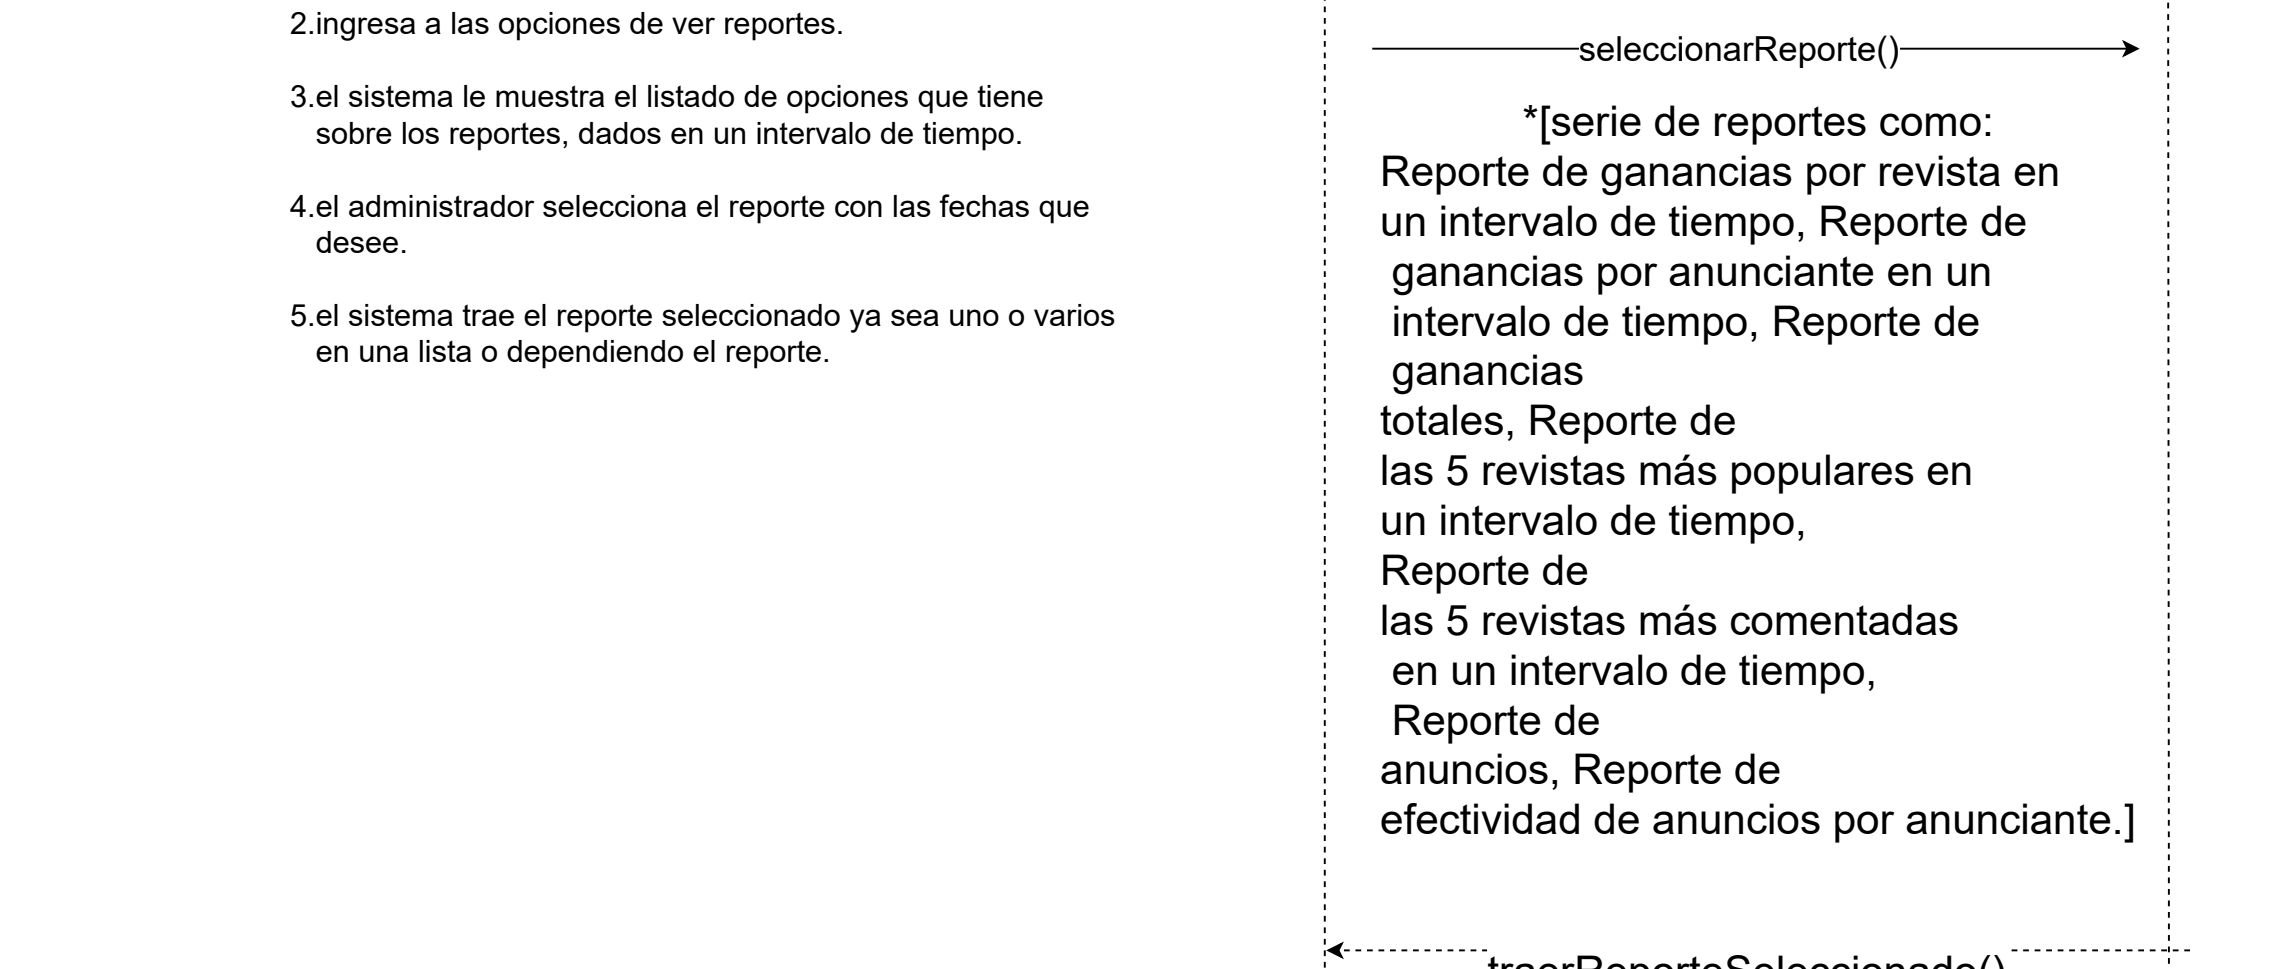 2.ingresa a las opciones de ver reportes.
3.el sistema le muestra el listado de opciones que tiene
sobre los reportes, dados en un intervalo de tiempo.
4.el administrador selecciona el reporte con las fechas que
desee.
5.el sistema trae el reporte seleccionado ya sea uno o varios
en una lista o dependiendo el reporte.
seleccionarReporte()
*[serie de reportes como:
Reporte de ganancias por revista en
un intervalo de tiempo, Reporte de
ganancias por anunciante en un
intervalo de tiempo, Reporte de
ganancias
totales, Reporte de
las 5 revistas más populares en
un intervalo de tiempo,
Reporte de
las 5 revistas más comentadas
en un intervalo de tiempo,
Reporte de
anuncios, Reporte de
efectividad de anuncios por anunciante.]
traerReporteSeleccionado()